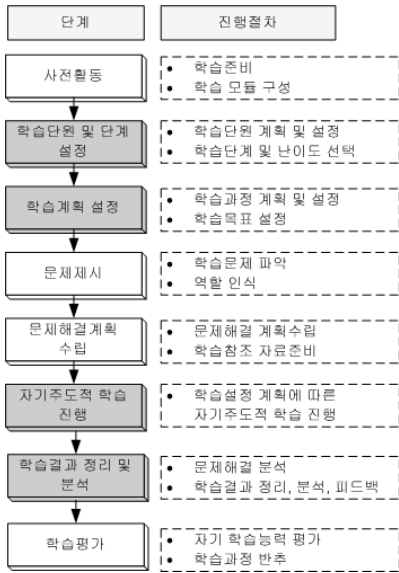 단계
진행절차
사전활동
• 학습준비
• 학습 모듈 구성
학습단원 및 단계
설정
• 학습단원 계획 및 설정
• 학습단계 및 난이도 선택
학습계획 설정
• 학습과정 계획 및 설정
• 학습목표 설정
문제제시
• 학습문제 파악
• 역할 인식
문제해결계획
수립
• 문제해결 계획수립
• 학습참조 자료준비
자기주도적 학습
진행
• 학습설정 계획에 따른
자기주도적 학습 진행
학습결과 정리 및
분석
• 문제해결 분석
• 학습결과 정리, 분석, 피드백
학습평가
• 자기 학습능력 평가
• 학습과정 반추